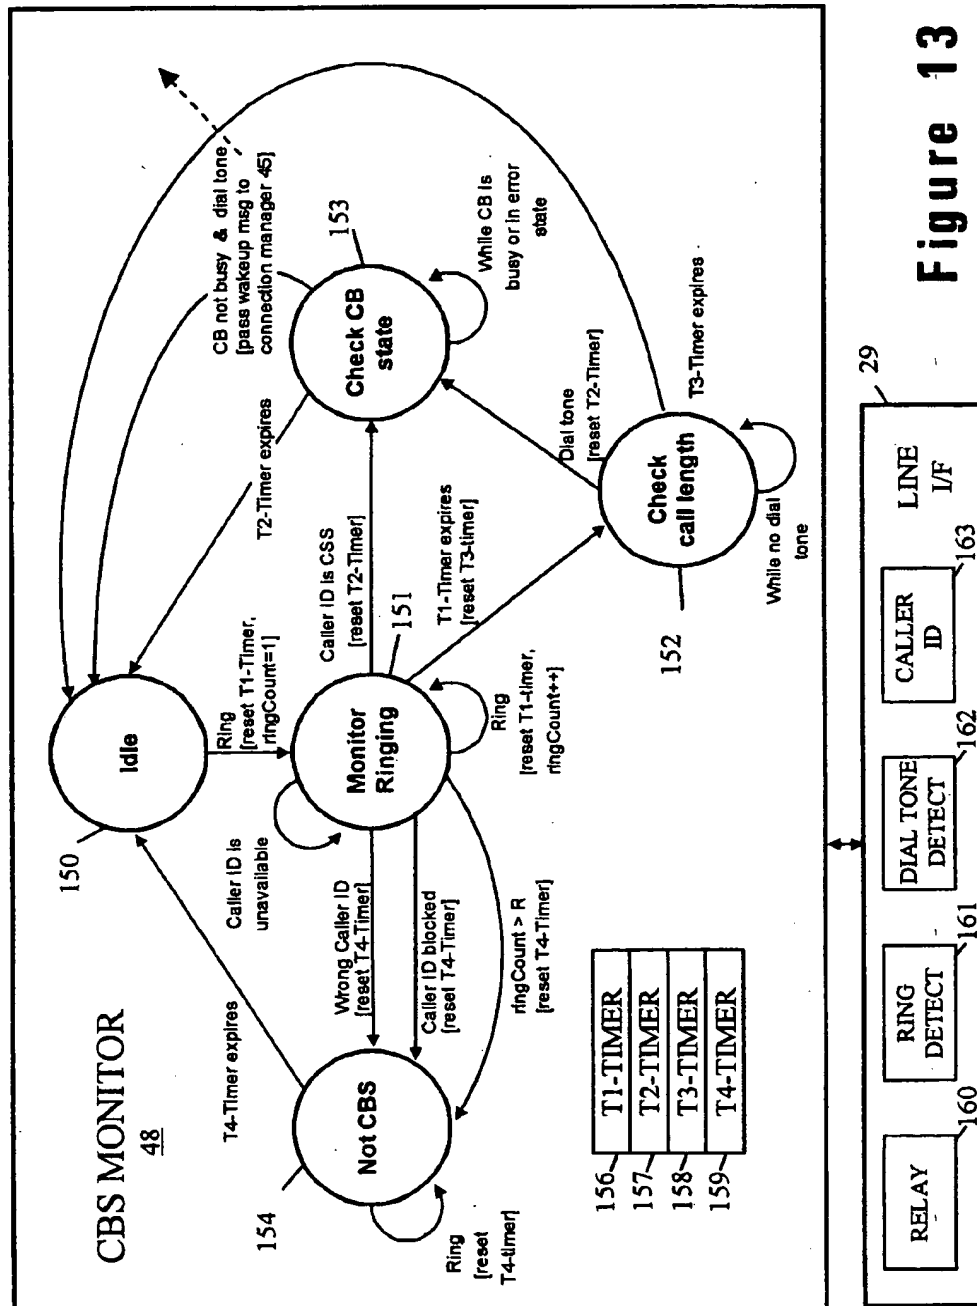 CBS MONITOR
48
150
Idle
T4-Timer expires
Caller ID is
unavailable
Ring
[reset T1-Timer,
ringCount=1]
T2-Timer expires
CB not busy & dial tone
[pass wakeup msg to
connection manager 45]
154
Not CBS
Wrong Caller ID
[reset T4-Timer]
Caller ID blocked
[reset T4-Timer]
Monitor
Ringing
151
Caller ID is CSS
[reset T2-Timer]
Check CB
state
153
Ring
[reset
T4-timer]
ringCount > R
[reset T4-Timer]
Ring
[reset T1-timer,
ringCount++]
T1-Timer expires
[reset T3-timer]
Dial tone
[reset T2-Timer]
While CB is
busy or in error
state
156
T1-TIMER
157
T2-TIMER
158
T3-TIMER
159
T4-TIMER
152
Check
call length
T3-Timer expires
While no dial
tone
160
RELAY
161
RING
DETECT
162
DIAL TONE
DETECT
163
CALLER
ID
LINE
I/F
29
Figure 13